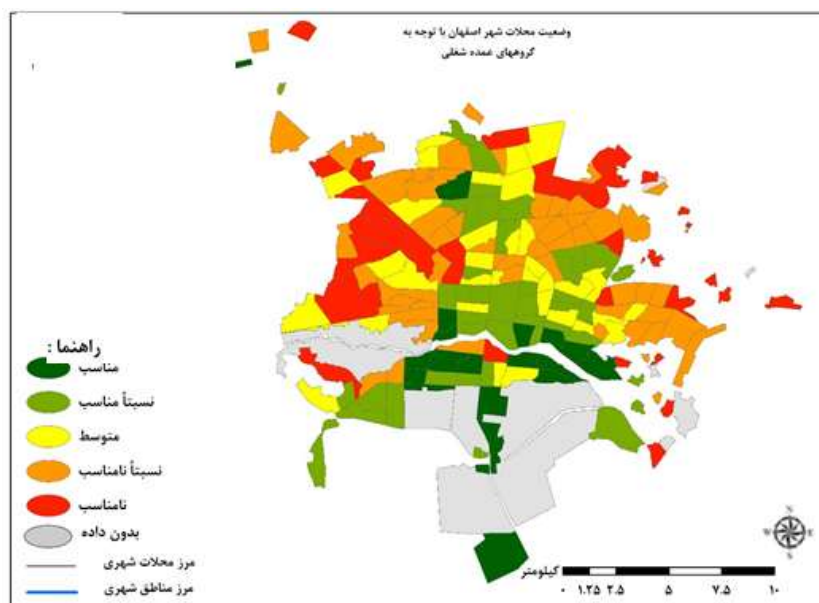 وضعیت محلات شهر اصفهان با توجه به
گروههای عمده شغلی
راهنما :
مناسب
نسبتاً مناسب
متوسط
نسبتاً نامناسب
نامناسب
بدون داده
مرز محلات شهری
مرز مناطق شهری
کیلومتر
۰ ۱.۲۵ ۲.۵ ۵ ۷.۵ ۱۰